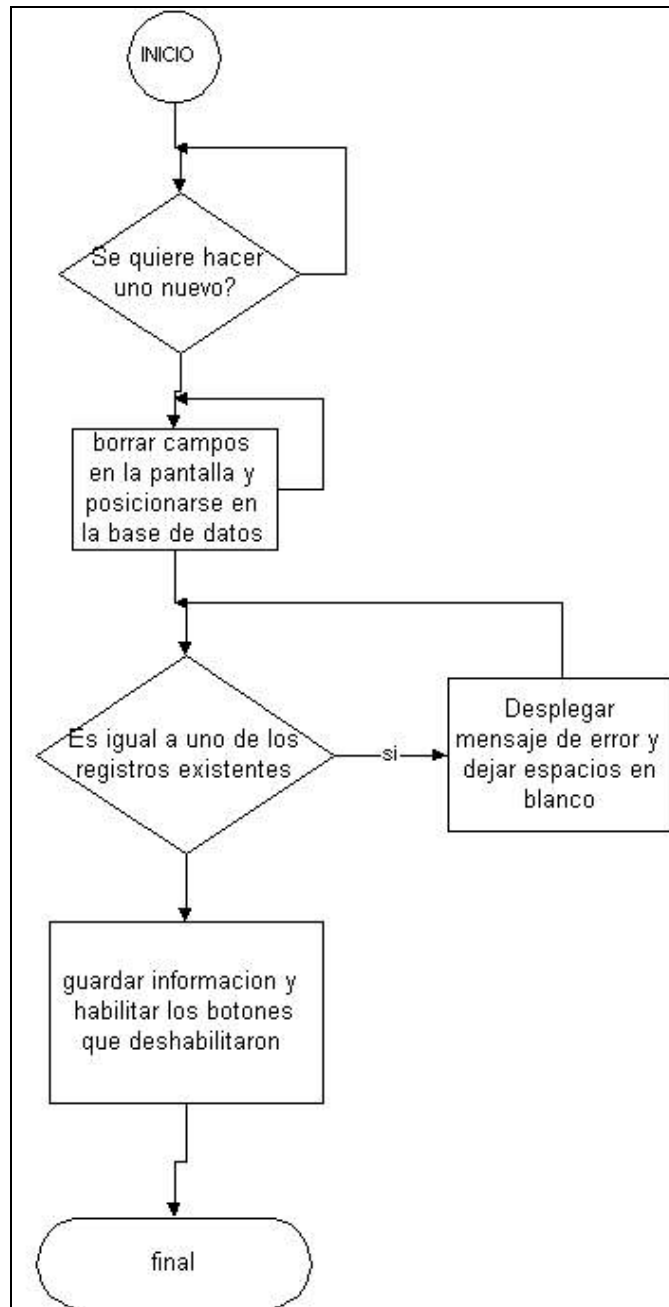 INICIO
Se quiere hacer
uno nuevo?
borrar campos
en la pantalla y
posicionarse en
la base de datos
Es igual a uno de los
registros existentes
si
Desplegar
mensaje de error y
dejar espacios en
blanco
guardar informacion y
habilitar los botones
que deshabilitaron
final